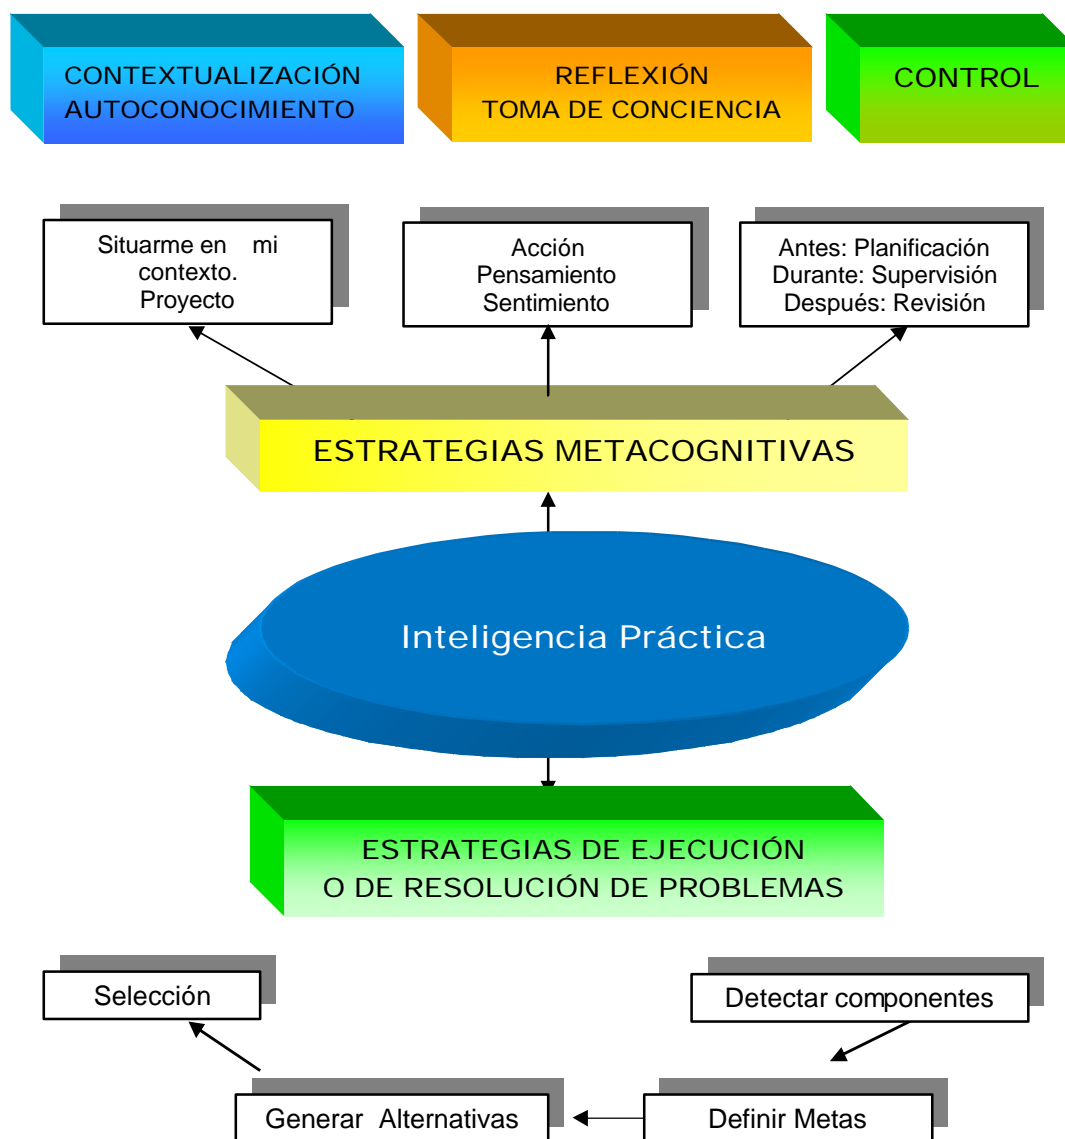 CONTEXTUALIZACIÓN
AUTOCONOCIMIENTO
REFLEXIÓN
TOMA DE CONCIENCIA
CONTROL
Situarme en mi
contexto.
Proyecto
Acción
Pensamiento
Sentimiento
Antes: Planificación
Durante: Supervisión
Después: Revisión
ESTRATEGIAS METACOGNITIVAS
Inteligencia Práctica
ESTRATEGIAS DE EJECUCIÓN
O DE RESOLUCIÓN DE PROBLEMAS
Selección
Detectar componentes
Generar Alternativas
Definir Metas